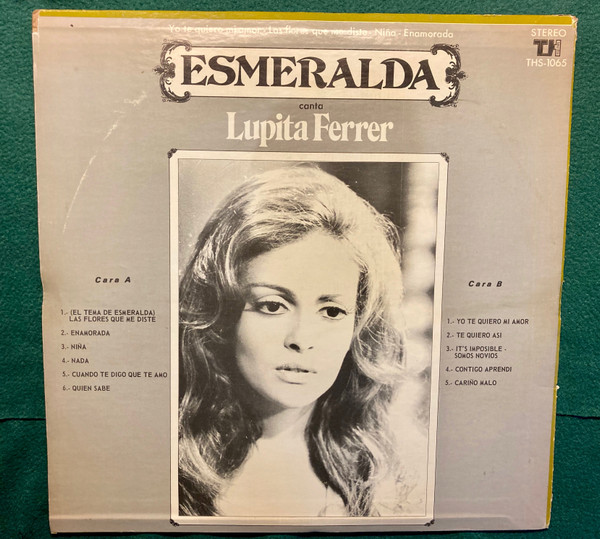 Yo te quiero mi amor - Las flores que me diste - Niña - Enamorada
STEREO
TH
THS-1065
ESMERALDA
canta
Lupita Ferrer
Cara A
1.- (EL TEMA DE ESMERALDA)
LAS FLORES QUE ME DISTE
2.- ENAMORADA
3.- NIÑA
4.- NADA
5.- CUANDO TE DIGO QUE TE AMO
6.- QUIEN SABE
Cara B
1.- YO TE QUIERO MI AMOR
2.- TE QUIERO ASI
3.- IT'S IMPOSIBLE -
SOMOS NOVIOS
4.- CONTIGO APRENDI
5.- CARIÑO MALO